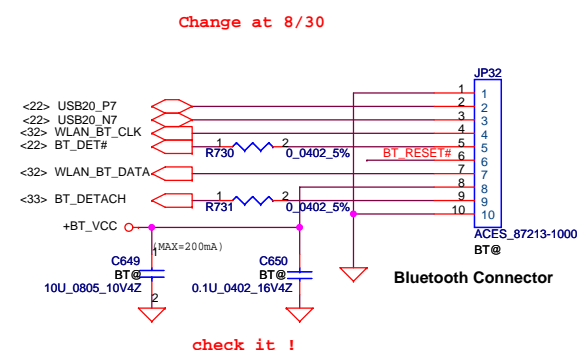 Change at 8/30
JP32
<22> USB20_P7
<22> USB20_N7
<32> WLAN_BT_CLK
<22> BT_DET#
<32> WLAN_BT_DATA
<33> BT_DETACH
+BT_VCC
1 2
R730 0_0402_5%
1 2
R731 0_0402_5%
BT_RESET#
1 1
2 2
3 3
4 4
5 5
6 6
7 7
8 8
9 9
10 10
ACES_87213-1000
BT@
Bluetooth Connector
(MAX=200mA)
1
C649
BT@
10U_0805_10V4Z
2
C650
BT@
0.1U_0402_16V4Z
check it !